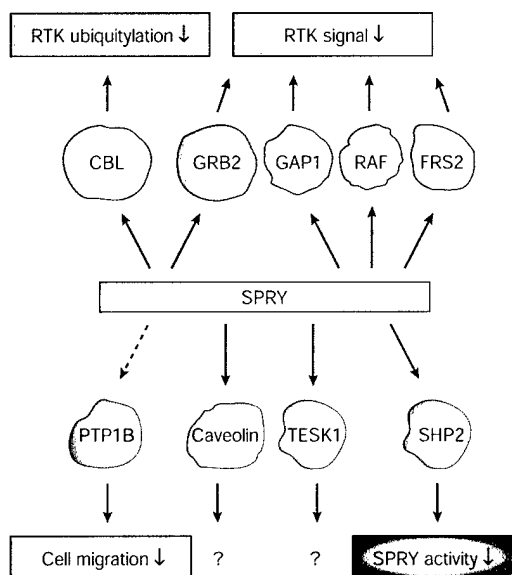 RTK ubiquitylation ↓
RTK signal ↓
CBL
GRB2
GAP1
RAF
FRS2
SPRY
PTP1B
Caveolin
TESK1
SHP2
Cell migration ↓
?
?
SPRY activity ↓